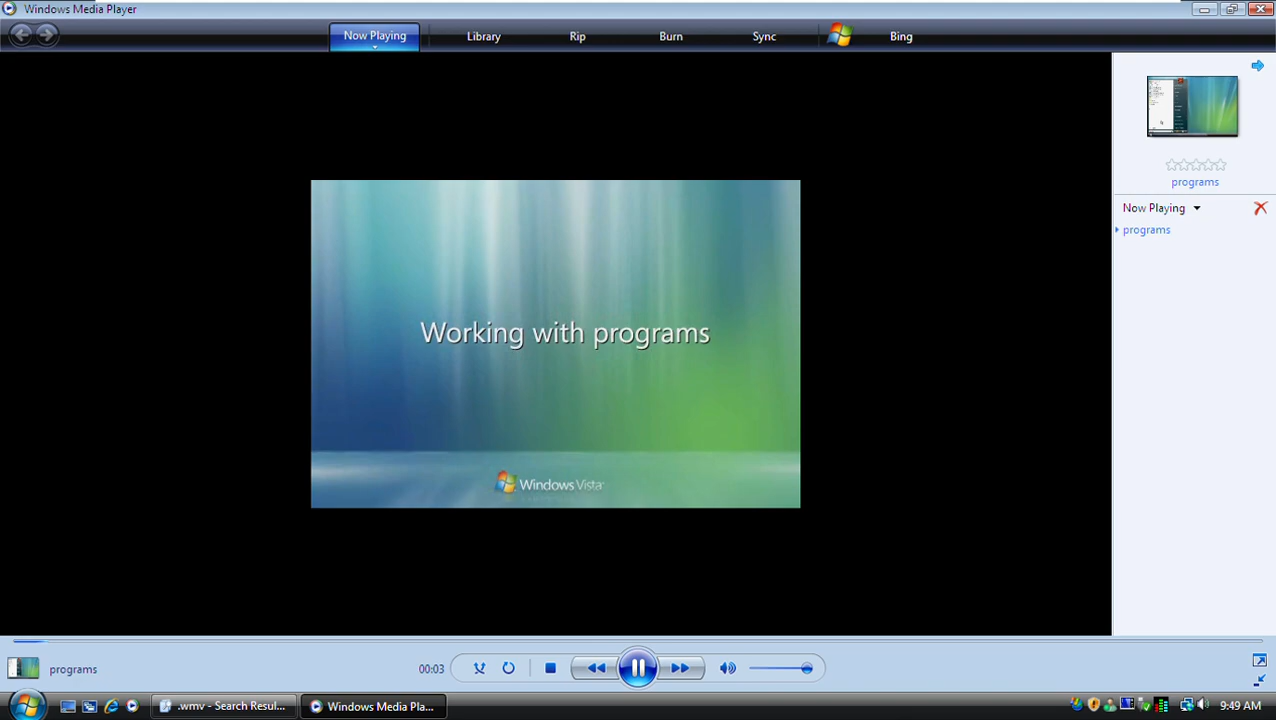 Windows Media Player
Now Playing
Library
Rip
Burn
Sync
Bing
programs
Now Playing
programs
Working with programs
Windows Vista
programs
00:03
.wmv - Search Resul...
Windows Media Pla...
9:49 AM